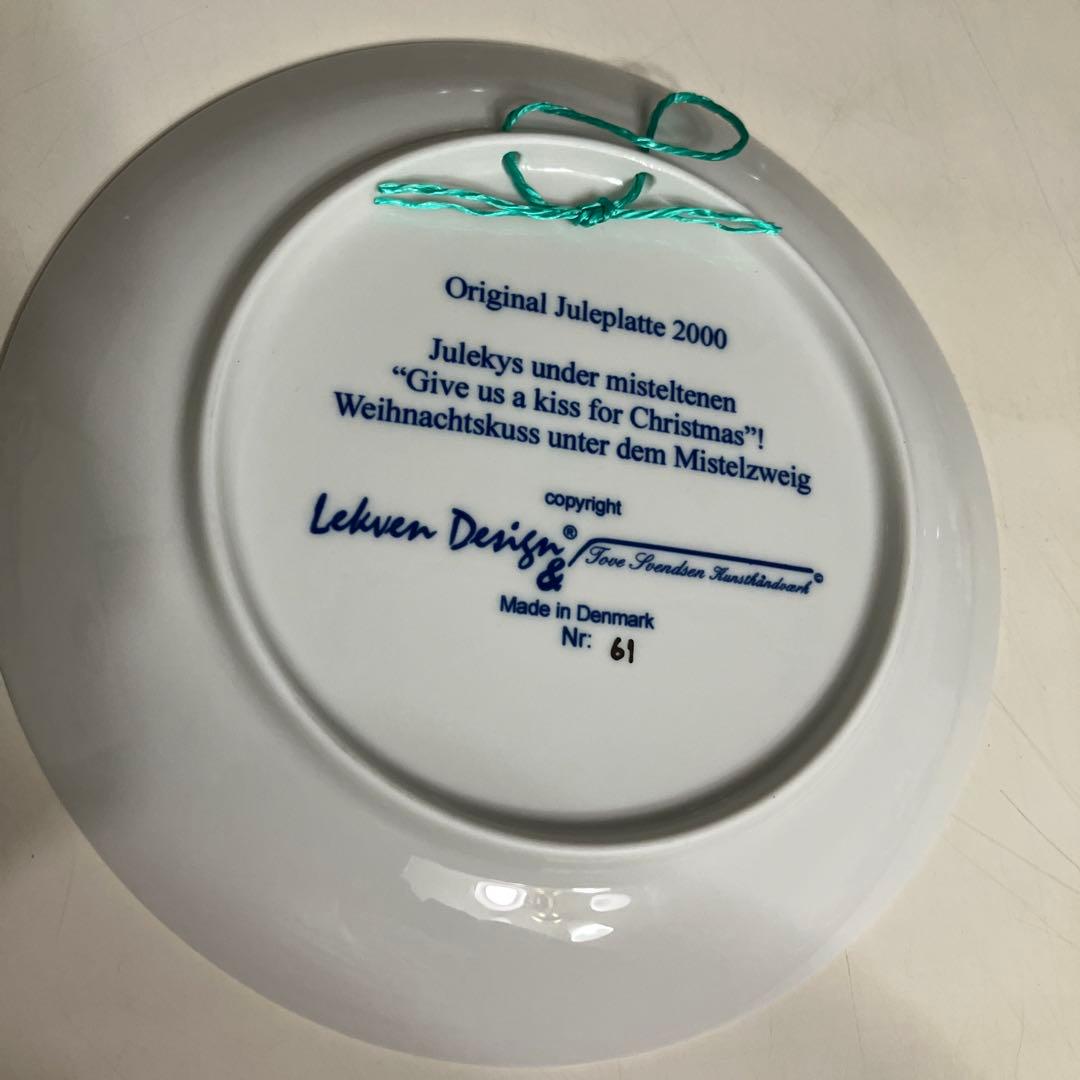 Original Juleplatte 2000
Julekys under misteltenen
“Give us a kiss for Christmas”!
Weihnachtskuss unter dem Mistelzweig
copyright
Lekven Design®
& Tove Svendsen Kunsthåndværk©
Made in Denmark
Nr: 61